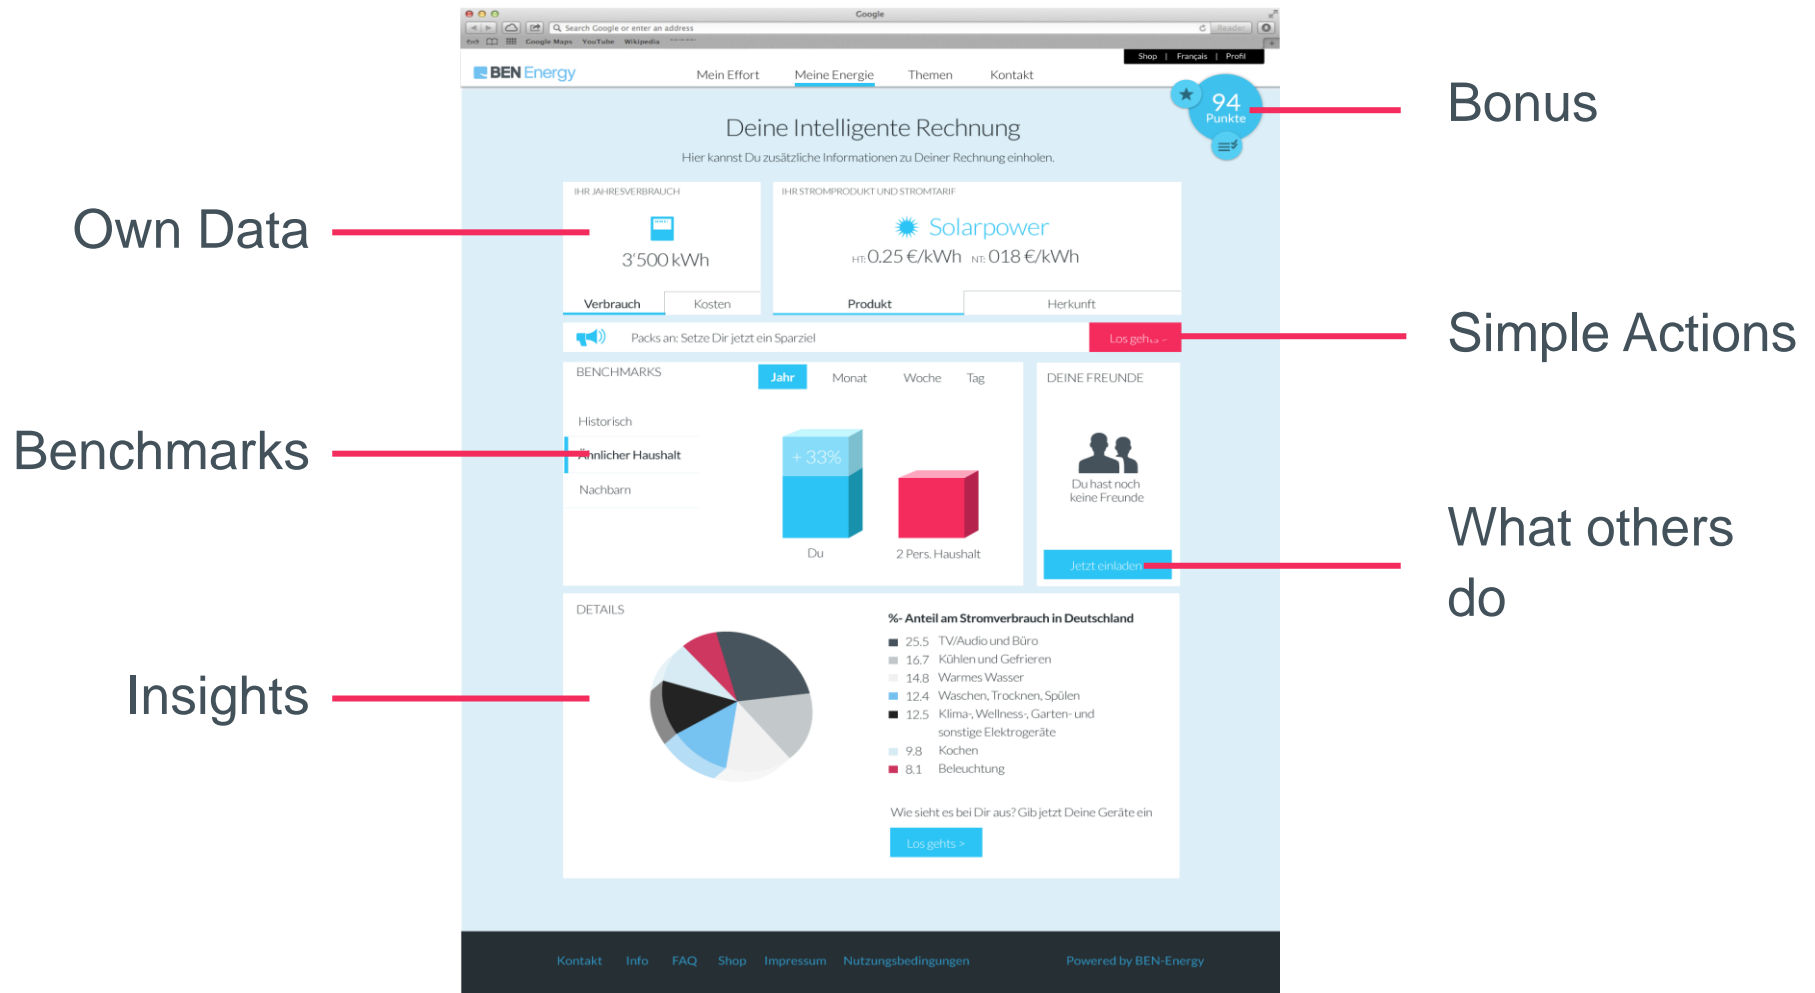 Google
Search Google or enter an address
Reader
Google Maps YouTube Wikipedia
Shop | Français | Profil
BEN Energy
Mein Effort Meine Energie Themen Kontakt
94
Punkte
Bonus
Deine Intelligente Rechnung
Hier kannst Du zusätzliche Informationen zu Deiner Rechnung einholen.
Own Data
IHR JAHRESVERBRAUCH
3'500 kWh
Verbrauch Kosten
IHR STROMPRODUKT UND STROMTARIF
Solarpower
HT: 0.25 €/kWh NT: 018 €/kWh
Produkt Herkunft
Packs an: Setze Dir jetzt ein Sparziel
Los gehts >
Simple Actions
Benchmarks
BENCHMARKS
Jahr Monat Woche Tag
Historisch
Ähnlicher Haushalt
Nachbarn
+ 33%
Du
2 Pers. Haushalt
DEINE FREUNDE
Du hast noch
keine Freunde
Jetzt einladen
What others
do
Insights
DETAILS
%- Anteil am Stromverbrauch in Deutschland
25.5 TV/Audio und Büro
16.7 Kühlen und Gefrieren
14.8 Warmes Wasser
12.4 Waschen, Trocknen, Spülen
12.5 Klima-, Wellness-, Garten- und
sonstige Elektrogeräte
9.8 Kochen
8.1 Beleuchtung
Wie sieht es bei Dir aus? Gib jetzt Deine Geräte ein
Los gehts >
Kontakt Info FAQ Shop Impressum Nutzungsbedingungen
Powered by BEN-Energy